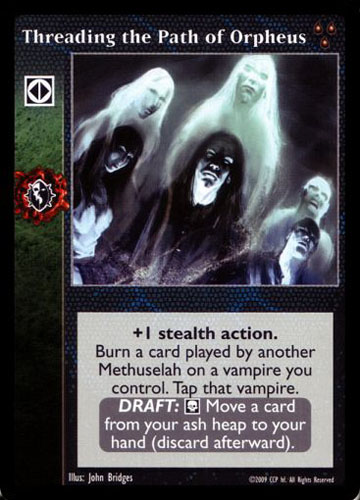 Threading the Path of Orpheus
+1 stealth action.
Burn a card played by another
Methuselah on a vampire you
control. Tap that vampire.
DRAFT: Move a card
from your ash heap to your
hand (discard afterward).
Illus: John Bridges
©2009 CCP hf. All Rights Reserved